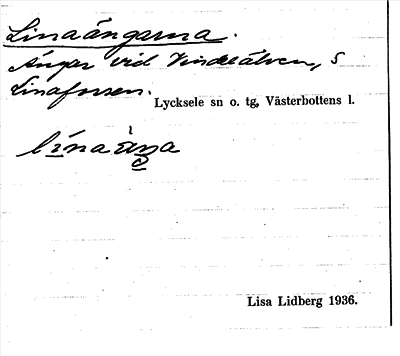 Linaängarna.
Ängar vid Vindelälven, S
Linaforsen.
Lycksele sn o. tg, Västerbottens l.
Lisa Lidberg 1936.